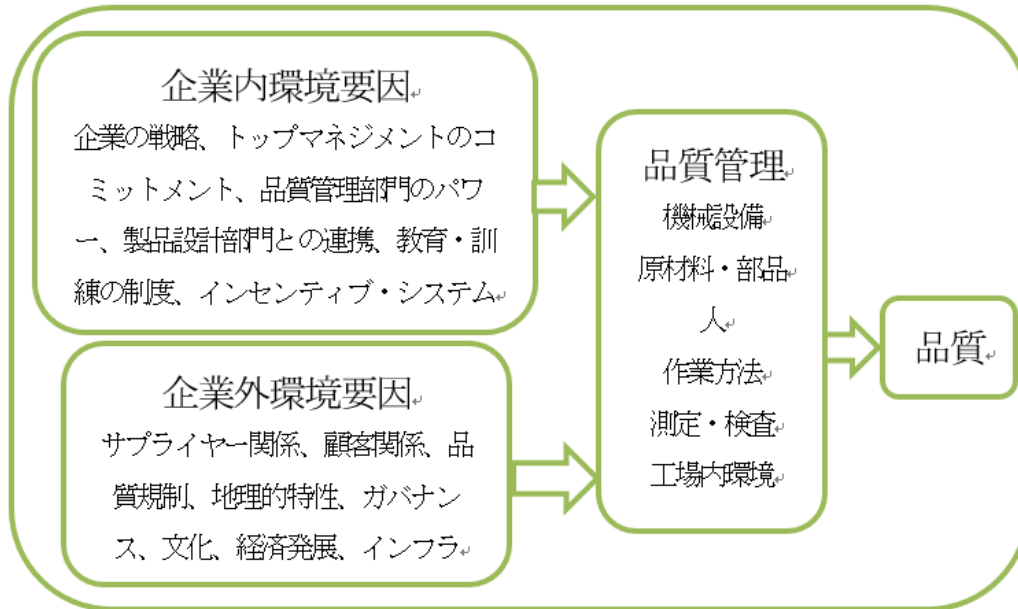 企業内環境要因
企業の戦略、トップマネジメントのコ
ミットメント、品質管理部門のパワ
ー、製品設計部門との連携、教育・訓
練の制度、インセンティブ・システム
企業外環境要因
サプライヤー関係、顧客関係、品
質規制、地理的特性、ガバナン
ス、文化、経済発展、インフラ
品質管理
機械設備
原材料・部品
人
作業方法
測定・検査
工場内環境
品質